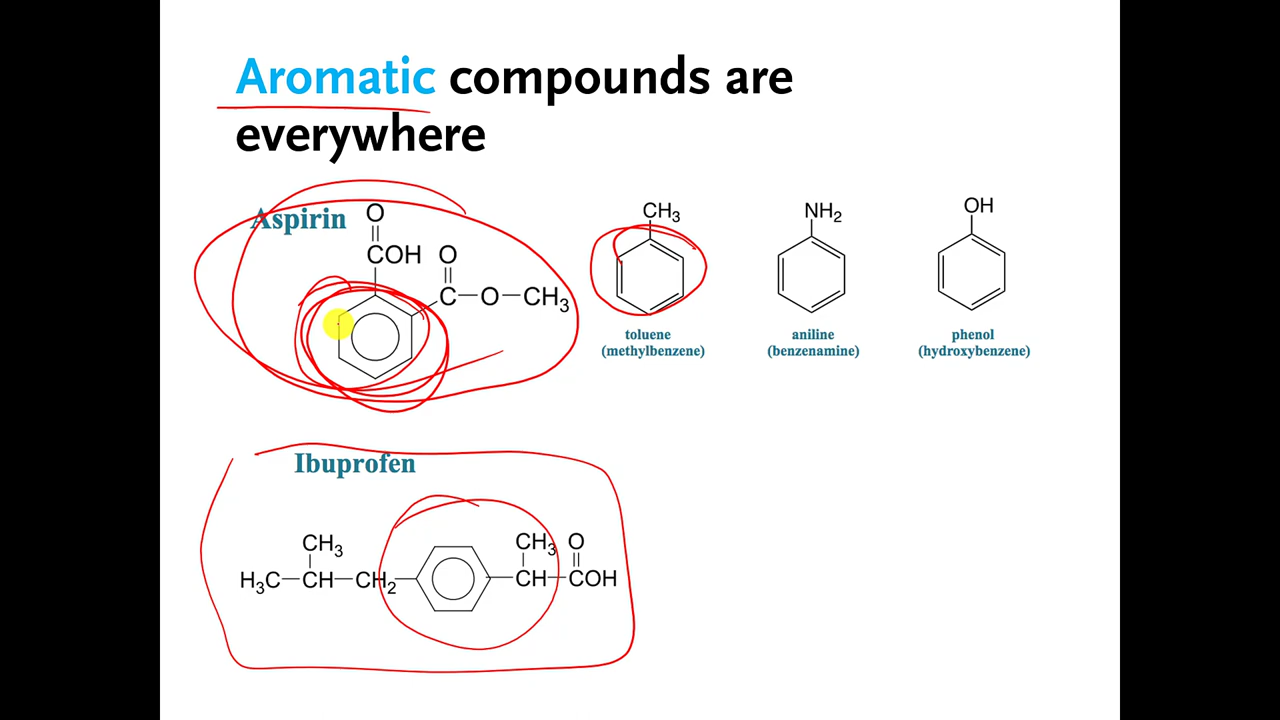 Aromatic compounds are
everywhere
Aspirin
O
COH
O
C—O—CH3
CH3
toluene
(methylbenzene)
NH2
aniline
(benzenamine)
OH
phenol
(hydroxybenzene)
Ibuprofen
CH3
H3C—CH—CH2
CH3
O
CH—COH